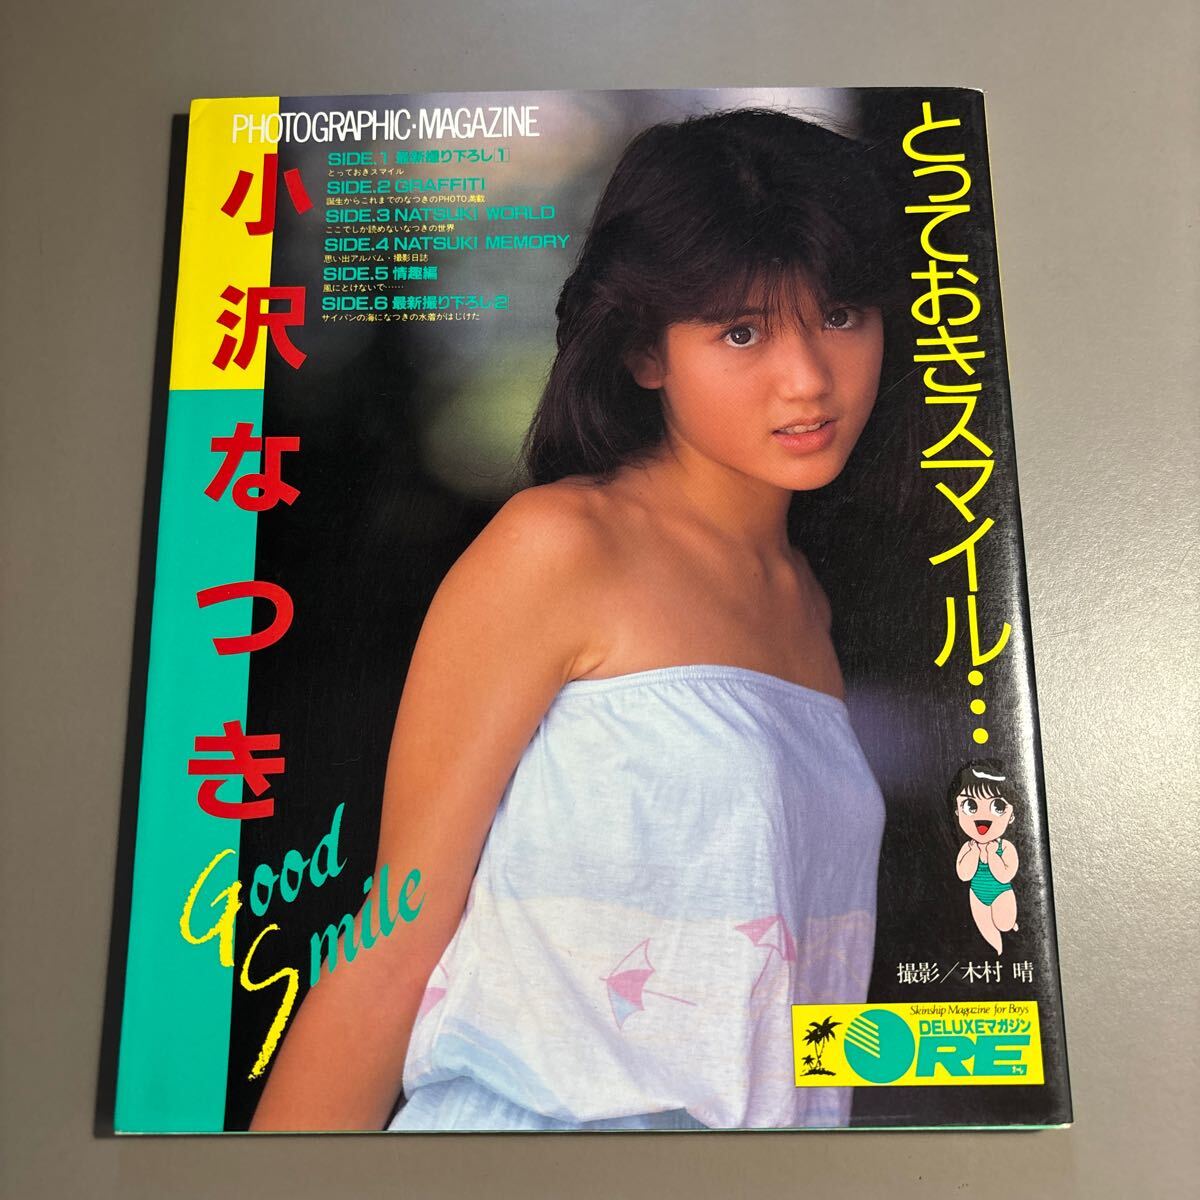 PHOTOGRAPHIC・MAGAZINE
小沢なつき
SIDE.1 最新撮り下ろし[1]
とっておきスマイル
SIDE.2 GRAFFITI
誕生からこれまでのなつきのPHOTO満載
SIDE.3 NATSUKI WORLD
ここでしか読めないなつきの世界
SIDE.4 NATSUKI MEMORY
思い出アルバム・撮影日誌
SIDE.5 情趣編
風にとけないで……
SIDE.6 最新撮り下ろし[2]
サイパンの海になつきの水着がはじけた
とっておきスマイル…
Good
Smile
撮影／木村 晴
Skinship Magazine for Boys
DELUXEマガジン
ORE